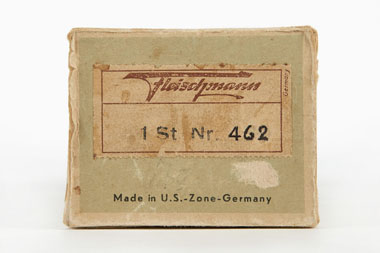 Fleischmann
1 St. Nr. 462
Made in U.S.-Zone-Germany